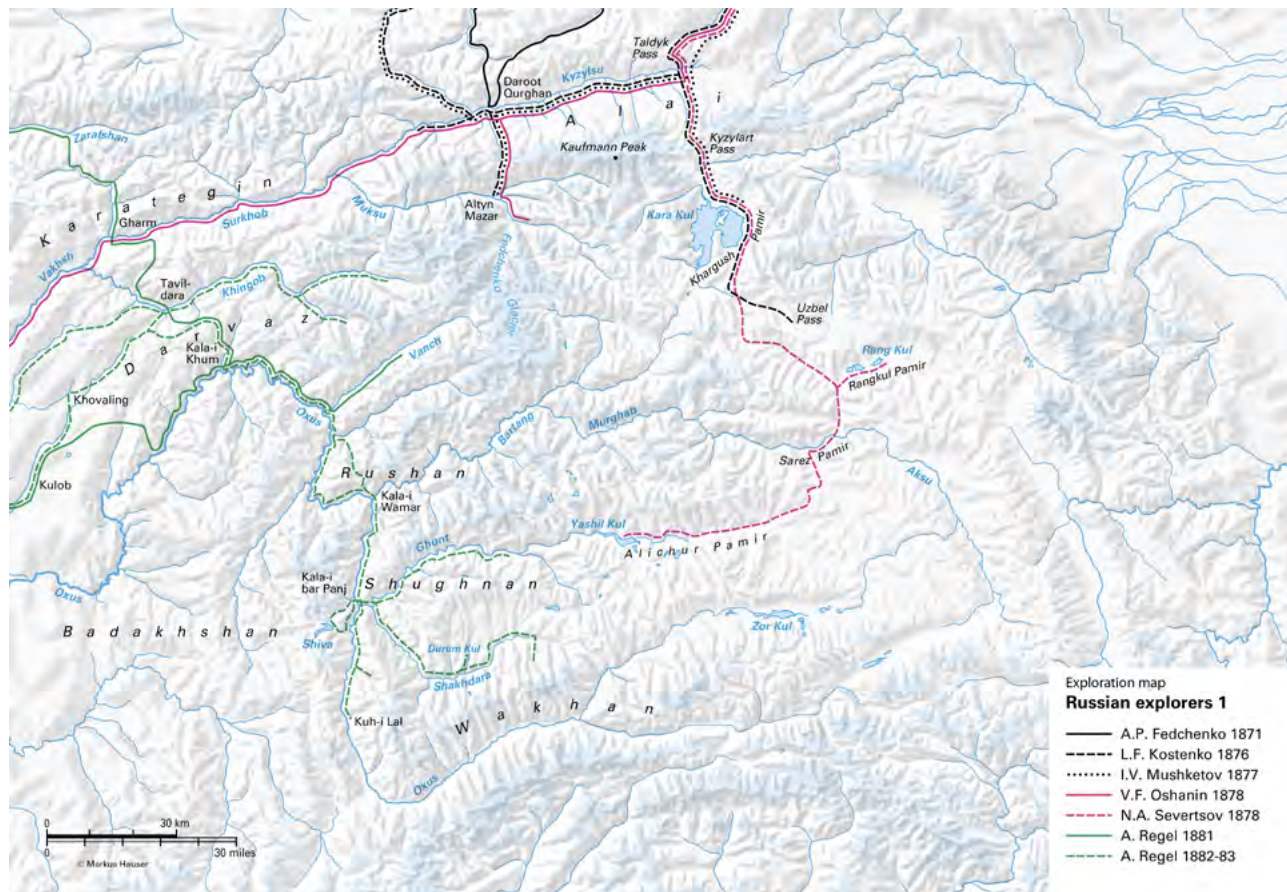 Taldyk
Pass
Kyzylsu
Daroot
Qurghan
A l a i
Zarafshan
Kaufmann Peak
Kyzylart
Pass
K a r a t e g i n
Muksu
Altyn
Mazar
Kara Kul
Pamir
Gharm
Surkhob
Vakhsh
Fedchenko
Glacier
Khargush
Tavil-
dara
Khingob
Uzbel
Pass
D a r v a z
Kala-i
Khum
Vanch
Rang Kul
Rangkul Pamir
Khovaling
Oxus
Bartang
Murghab
Sarez Pamir
Aksu
R u s h a n
Kulob
Kala-i
Wamar
Yashil Kul
Ghunt
A l i c h u r P a m i r
Kala-i
bar Panj
S h u g h n a n
Oxus
B a d a k h s h a n
Shiva
Durum Kul
Zor Kul
Shakhdara
Kuh-i Lal
W a k h a n
Oxus
Exploration map
Russian explorers 1
A.P. Fedchenko 1871
L.F. Kostenko 1876
I.V. Mushketov 1877
V.F. Oshanin 1878
N.A. Severtsov 1878
A. Regel 1881
A. Regel 1882-83
0 30 km
0 30 miles
© Markus Hauser